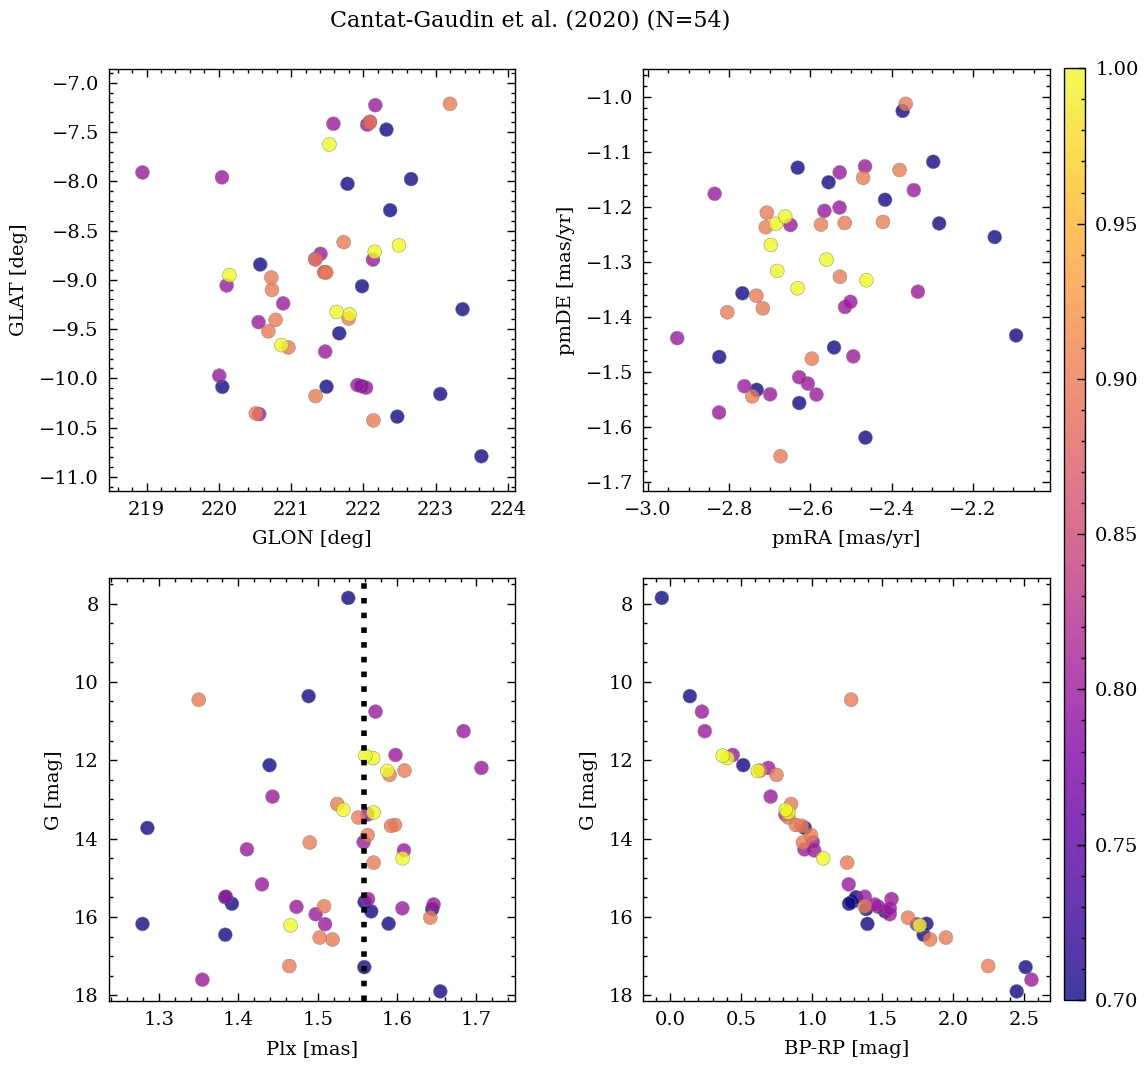 Cantat-Gaudin et al. (2020) (N=54)
−7.0
−7.5
−8.0
−8.5
−9.0
−9.5
−10.0
−10.5
−11.0
GLAT [deg]
219 220 221 222 223 224
GLON [deg]
−1.0
−1.1
−1.2
−1.3
−1.4
−1.5
−1.6
−1.7
pmDE [mas/yr]
−3.0 −2.8 −2.6 −2.4 −2.2
pmRA [mas/yr]
8
10
12
14
16
18
G [mag]
1.3 1.4 1.5 1.6 1.7
Plx [mas]
8
10
12
14
16
18
G [mag]
0.0 0.5 1.0 1.5 2.0 2.5
BP-RP [mag]
1.00
0.95
0.90
0.85
0.80
0.75
0.70